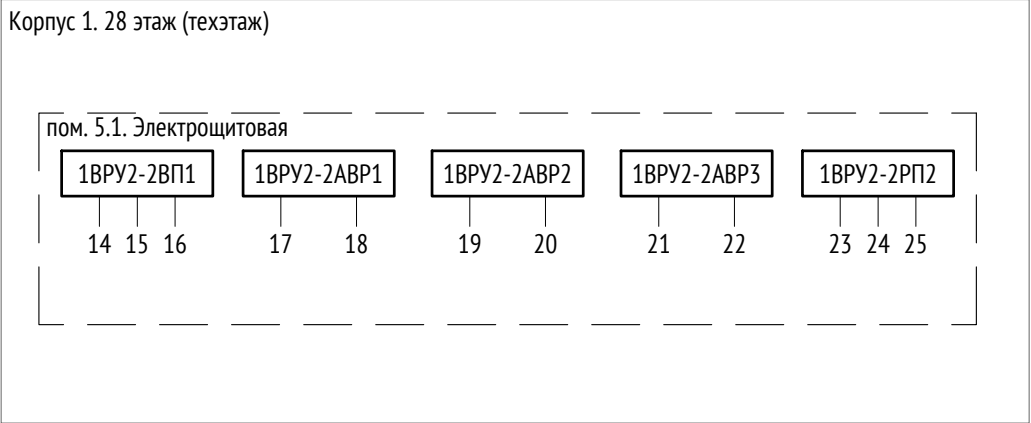 Корпус 1. 28 этаж (техэтаж)
пом. 5.1. Электрощитовая
1ВРУ2-2ВП1 1ВРУ2-2АВР1 1ВРУ2-2АВР2 1ВРУ2-2АВР3 1ВРУ2-2РП2
14 15 16 17 18 19 20 21 22 23 24 25